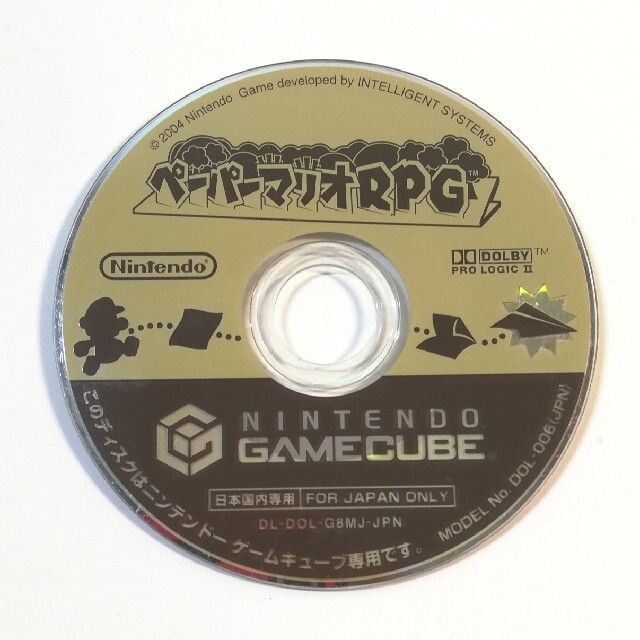 © 2004 Nintendo Game developed by INTELLIGENT SYSTEMS
ペーパーマリオRPG™
Nintendo
DOLBY™
PRO LOGIC II
NINTENDO
GAMECUBE
日本国内専用 FOR JAPAN ONLY
DL-DOL-G8MJ-JPN
このディスクはニンテンドー ゲームキューブ専用です。
MODEL No. DOL-006(JPN)